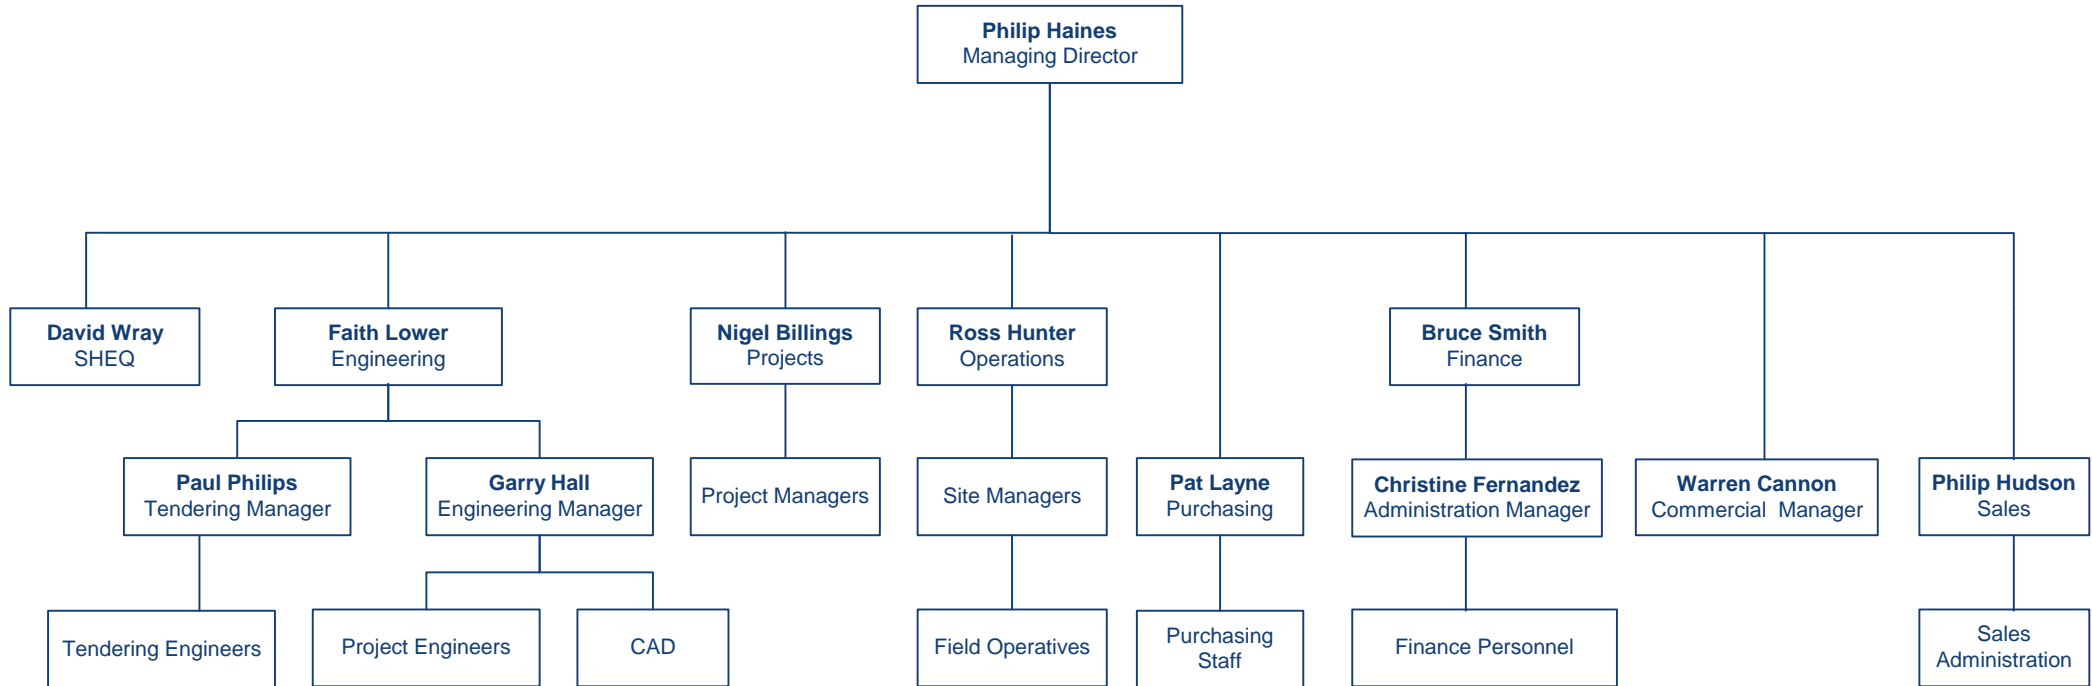 Philip Haines
Managing Director
David Wray
SHEQ
Faith Lower
Engineering
Nigel Billings
Projects
Ross Hunter
Operations
Bruce Smith
Finance
Paul Philips
Tendering Manager
Garry Hall
Engineering Manager
Project Managers
Site Managers
Pat Layne
Purchasing
Christine Fernandez
Administration Manager
Warren Cannon
Commercial  Manager
Philip Hudson
Sales
Tendering Engineers
Project Engineers
CAD
Field Operatives
Purchasing
Staff
Finance Personnel
Sales
Administration